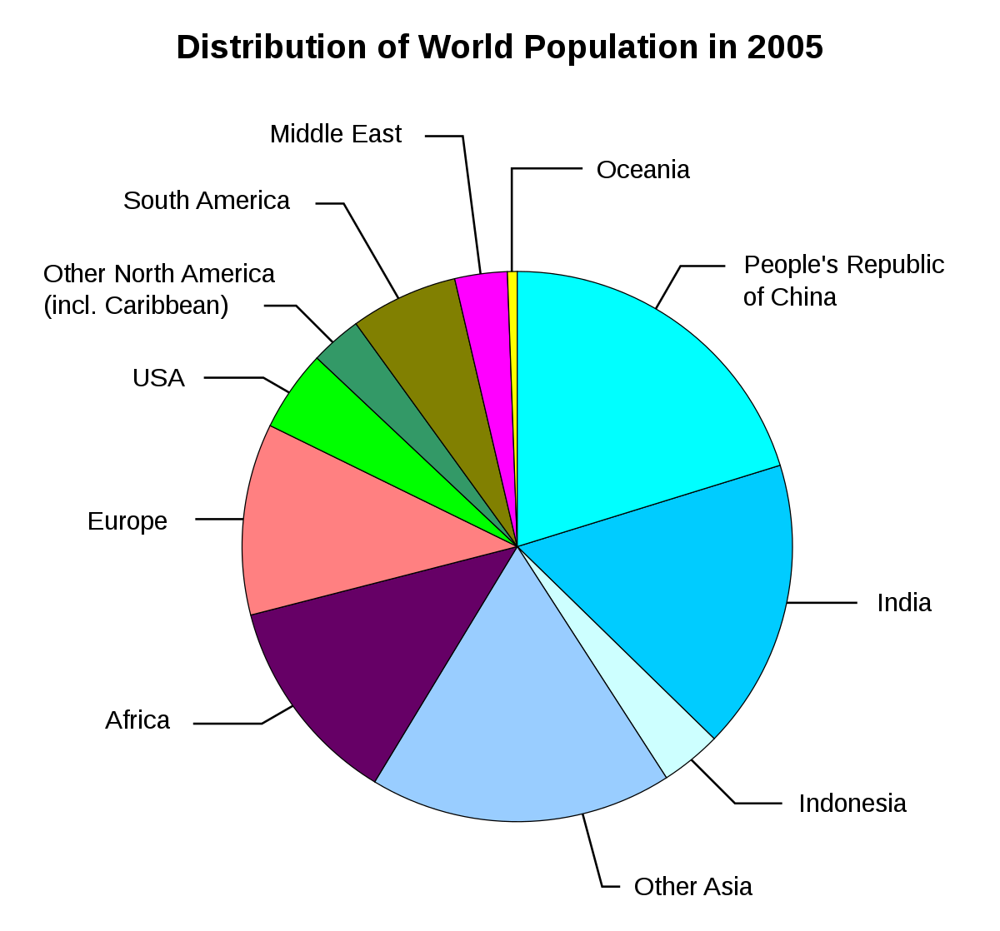 Distribution of World Population in 2005
Middle East
Oceania
South America
People's Republic
of China
Other North America
(incl. Caribbean)
USA
Europe
India
Africa
Indonesia
Other Asia